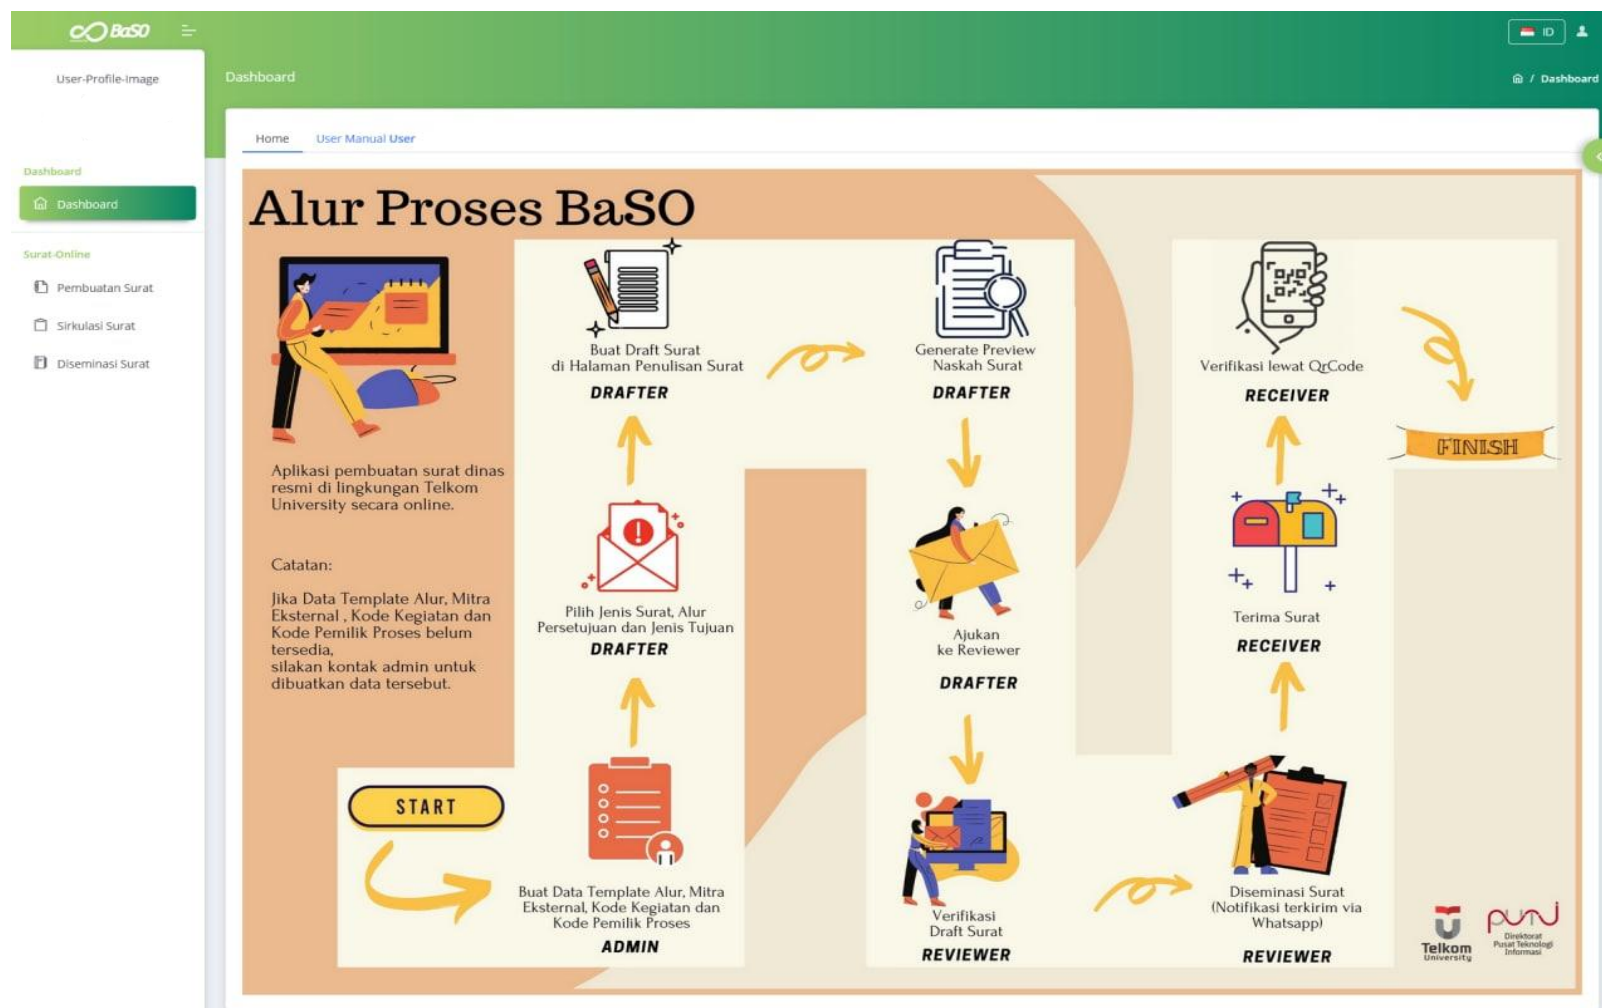 BaSO
ID
User-Profile-Image
Dashboard
Dashboard
Home
User Manual User
Dashboard
Dashboard
Surat-Online
Pembuatan Surat
Sirkulasi Surat
Diseminasi Surat
Alur Proses BaSO
Aplikasi pembuatan surat dinas
resmi di lingkungan Telkom
University secara online.
Catatan:
Jika Data Template Alur, Mitra
Eksternal , Kode Kegiatan dan
Kode Pemilik Proses belum
tersedia,
silakan kontak admin untuk
dibuatkan data tersebut.
START
Buat Data Template Alur, Mitra
Eksternal, Kode Kegiatan dan
Kode Pemilik Proses
ADMIN
Pilih Jenis Surat, Alur
Persetujuan dan Jenis Tujuan
DRAFTER
Buat Draft Surat
di Halaman Penulisan Surat
DRAFTER
Generate Preview
Naskah Surat
DRAFTER
Ajukan
ke Reviewer
DRAFTER
Verifikasi
Draft Surat
REVIEWER
Diseminasi Surat
(Notifikasi terkirim via
Whatsapp)
REVIEWER
Terima Surat
RECEIVER
Verifikasi lewat QrCode
RECEIVER
FINISH
Telkom
University
puti
Direktorat
Pusat Teknologi
Informasi